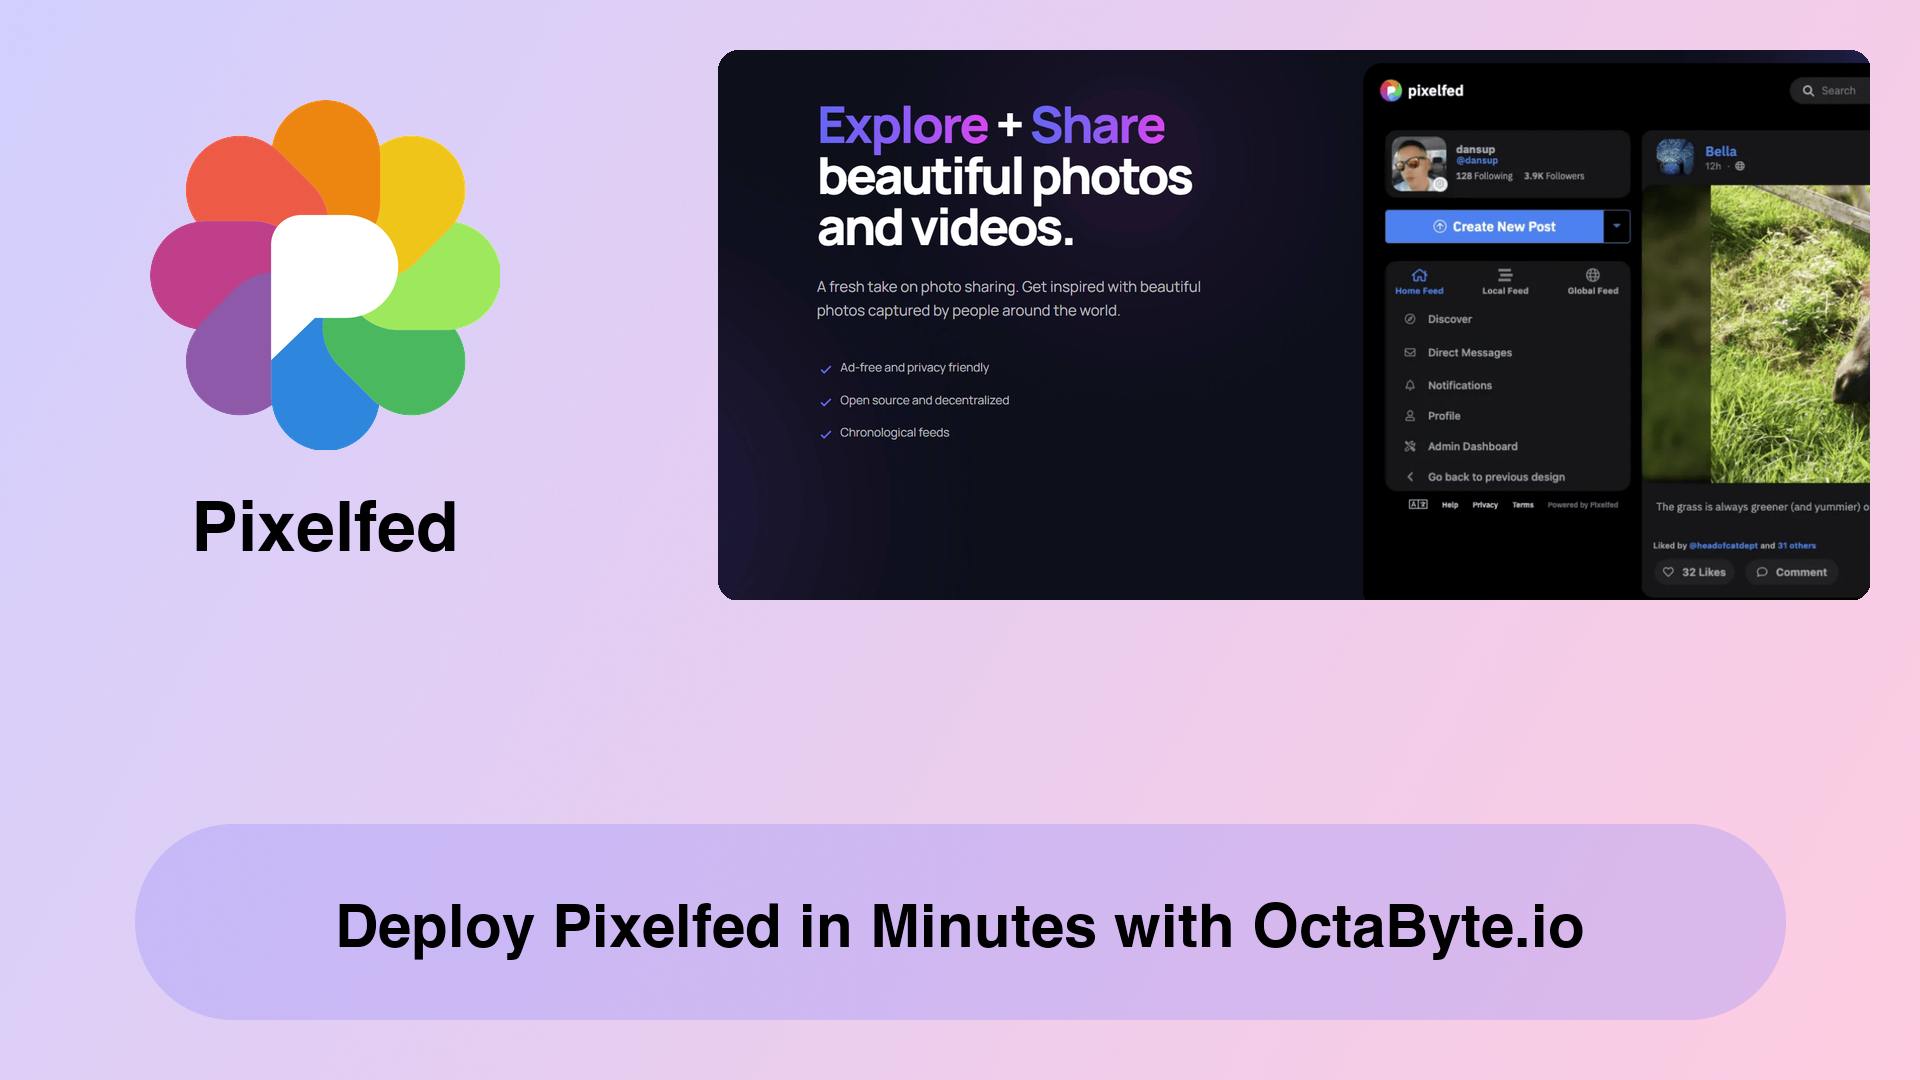 Pixelfed
Explore + Share
beautiful photos
and videos.
A fresh take on photo sharing. Get inspired with beautiful
photos captured by people around the world.
Ad-free and privacy friendly
Open source and decentralized
Chronological feeds
pixelfed
Search
dansup
@dansup
128 Following 3.9K Followers
Create New Post
Home Feed Local Feed Global Feed
Discover
Direct Messages
Notifications
Profile
Admin Dashboard
Go back to previous design
Help Privacy Terms Powered by Pixelfed
Bella
12h ·
The grass is always greener (and yummier) o
Liked by @headofcatdept and 31 others
32 Likes Comment
Deploy Pixelfed in Minutes with OctaByte.io